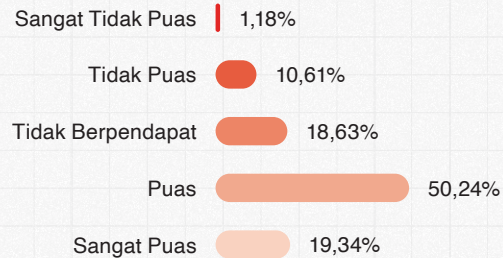 Sangat Tidak Puas 1,18%
Tidak Puas 10,61%
Tidak Berpendapat 18,63%
Puas 50,24%
Sangat Puas 19,34%